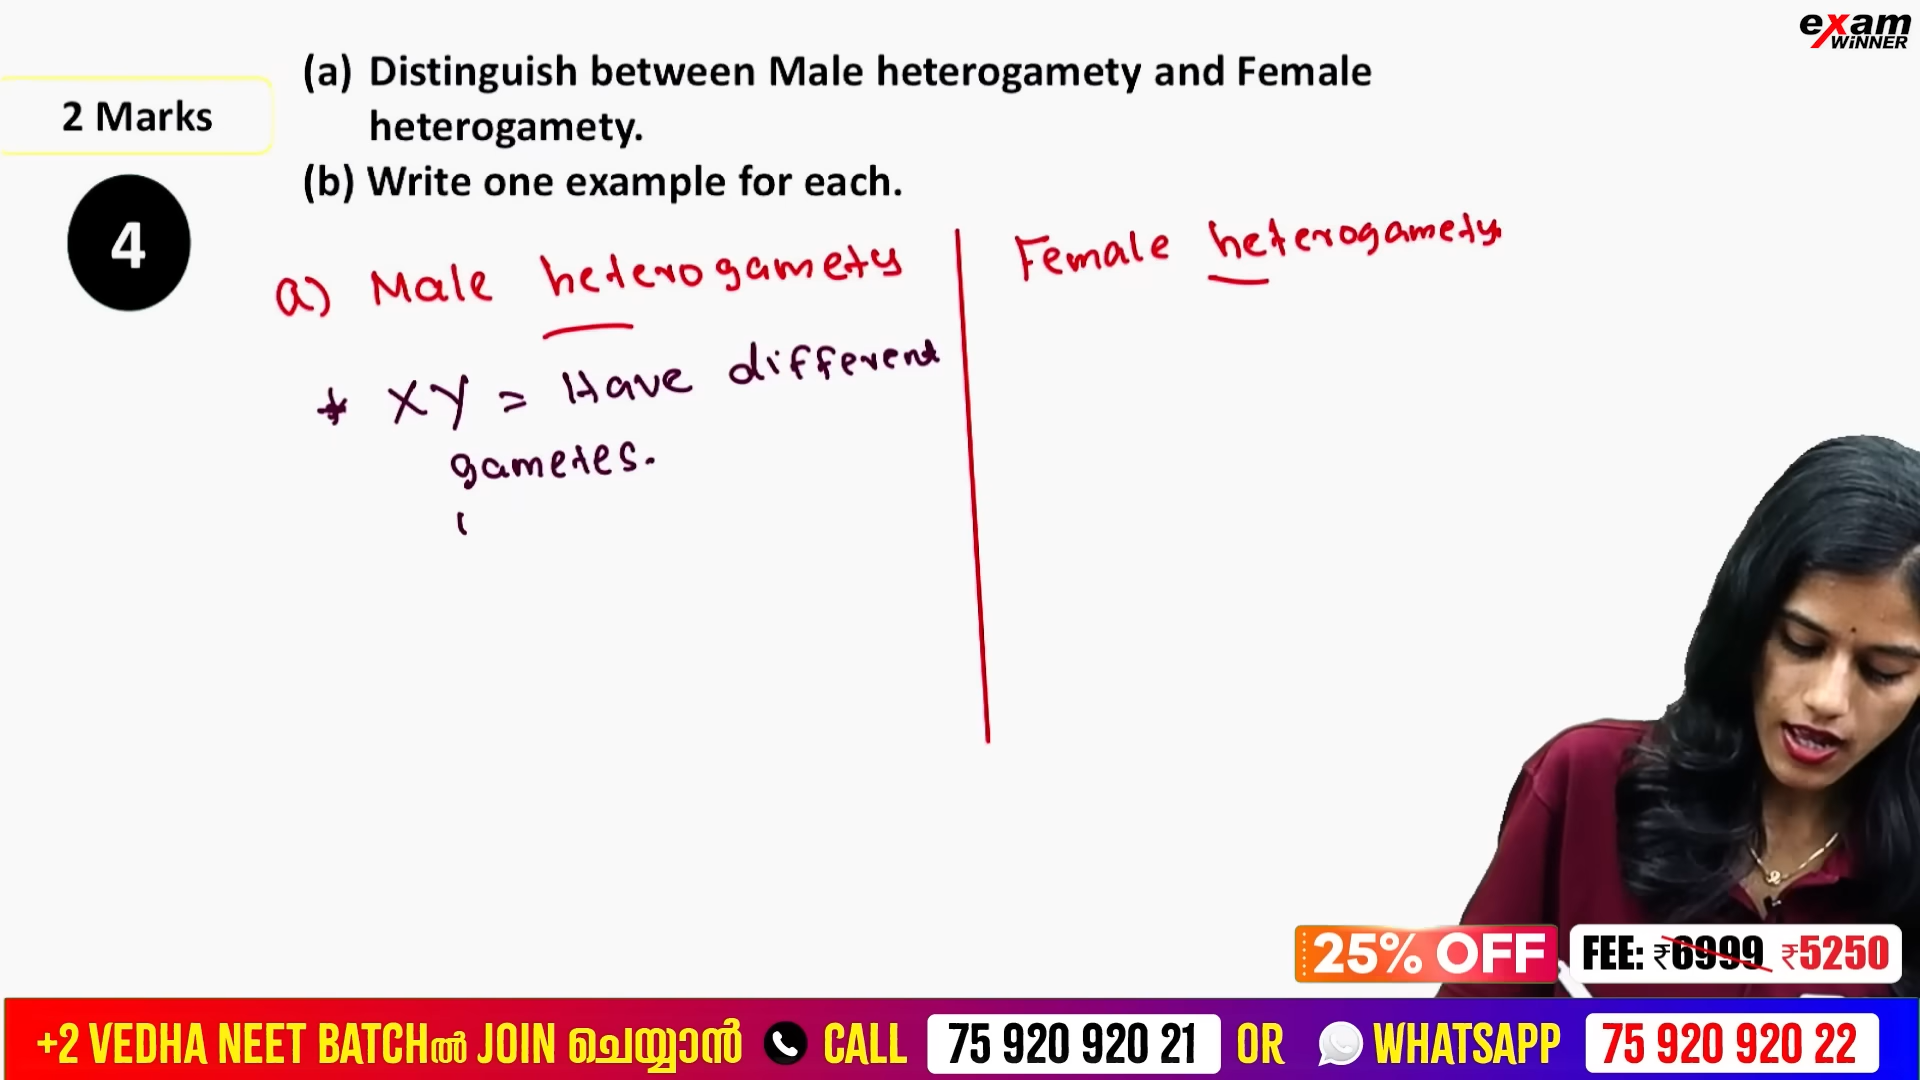 exam
WINNER
(a) Distinguish between Male heterogamety and Female
heterogamety.
2 Marks
(b) Write one example for each.
4
a) Male heterogamety
Female heterogamety
* XY = Have different
gametes.
25% OFF
FEE: ₹6999 ₹5250
+2 VEDHA NEET BATCHൽ JOIN ചെയ്യാൻ CALL 75 920 920 21 OR WHATSAPP 75 920 920 22